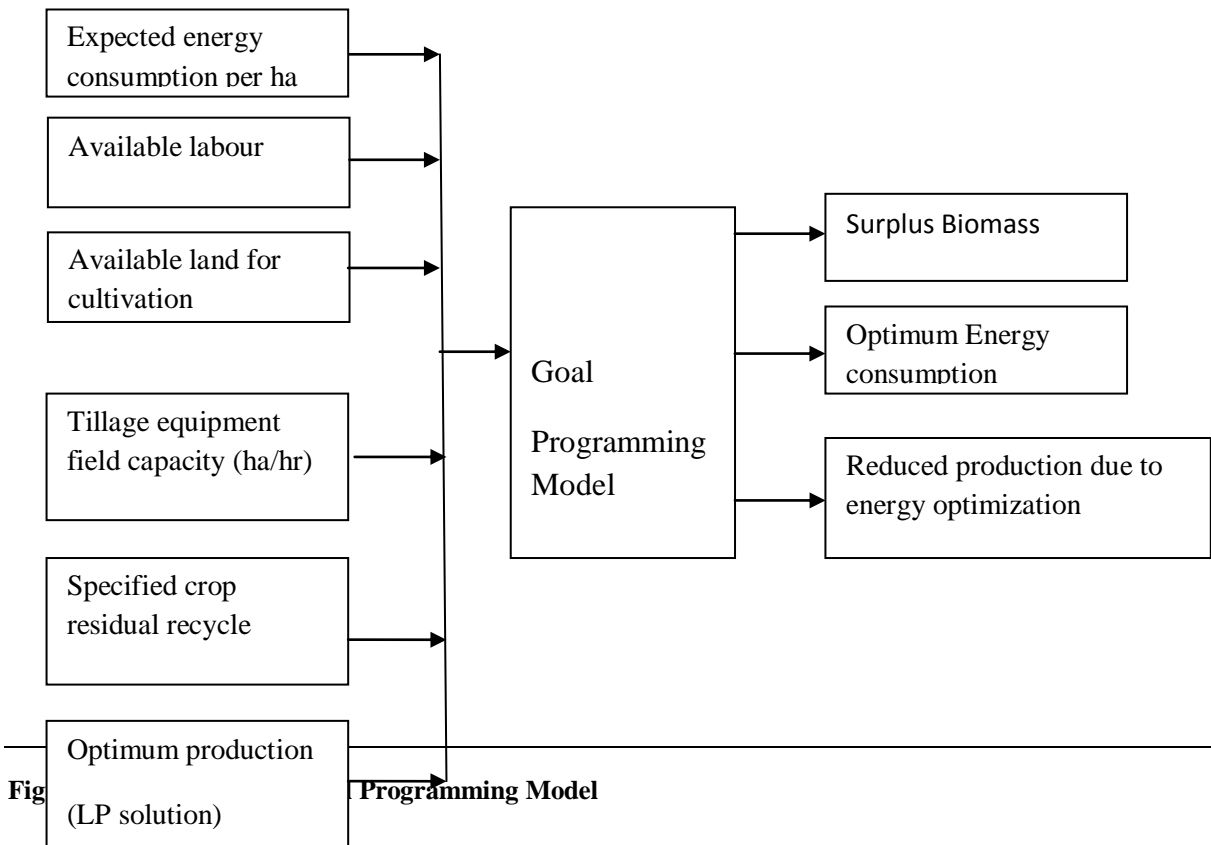 Expected energy
consumption per ha
Available labour
Available land for
cultivation
Tillage equipment
field capacity (ha/hr)
Specified crop
residual recycle
Optimum production
(LP solution)
Goal
Programming
Model
Surplus Biomass
Optimum Energy
consumption
Reduced production due to
energy optimization
Fig Programming Model